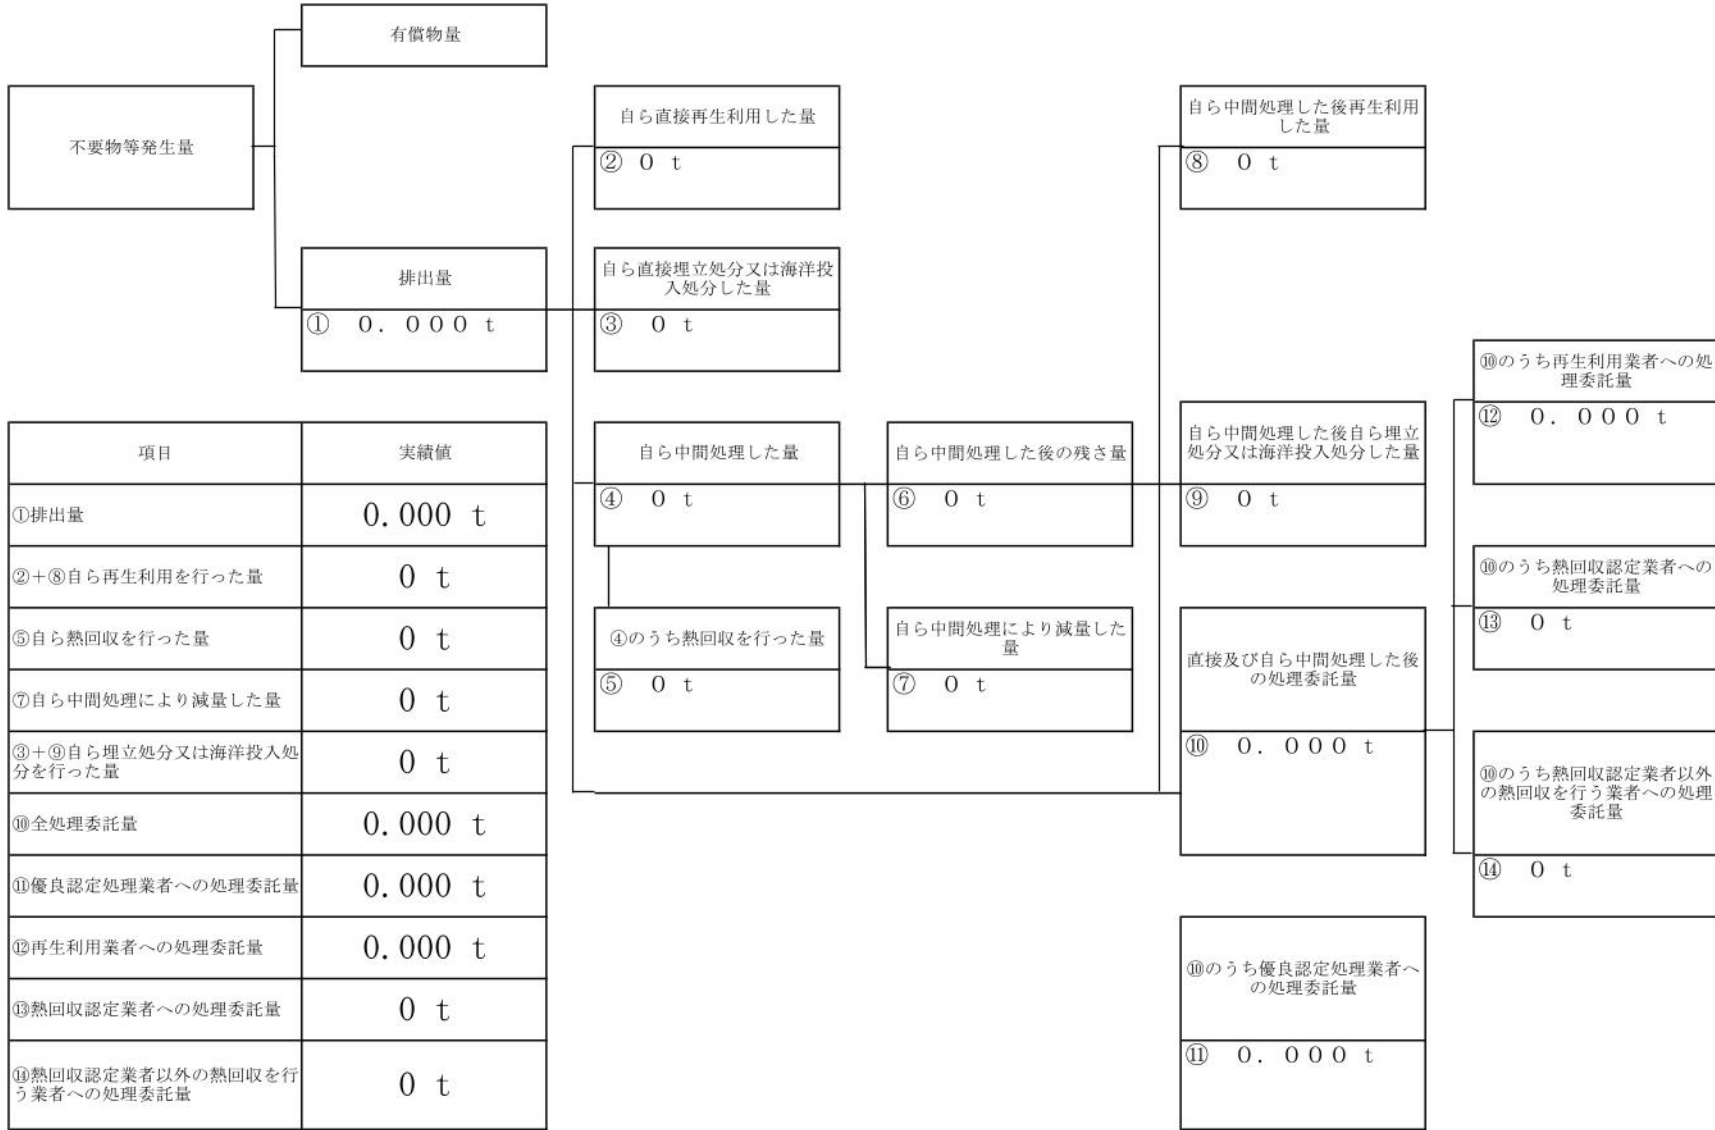 有償物量
不要物等発生量
排出量
① 0.000 t
自ら直接再生利用した量
② 0 t
自ら直接埋立処分又は海洋投
入処分した量
③ 0 t
自ら中間処理した量
④ 0 t
④のうち熱回収を行った量
⑤ 0 t
自ら中間処理した後の残さ量
⑥ 0 t
自ら中間処理により減量した
量
⑦ 0 t
自ら中間処理した後再生利用
した量
⑧ 0 t
自ら中間処理した後自ら埋立
処分又は海洋投入処分した量
⑨ 0 t
直接及び自ら中間処理した後
の処理委託量
⑩ 0.000 t
⑩のうち優良認定処理業者へ
の処理委託量
⑪ 0.000 t
⑩のうち再生利用業者への処
理委託量
⑫ 0.000 t
⑩のうち熱回収認定業者への
処理委託量
⑬ 0 t
⑩のうち熱回収認定業者以外
の熱回収を行う業者への処理
委託量
⑭ 0 t
項目 実績値
①排出量 0.000 t
②+⑧自ら再生利用を行った量 0 t
⑤自ら熱回収を行った量 0 t
⑦自ら中間処理により減量した量 0 t
③+⑨自ら埋立処分又は海洋投入処
分を行った量 0 t
⑩全処理委託量 0.000 t
⑪優良認定処理業者への処理委託量 0.000 t
⑫再生利用業者への処理委託量 0.000 t
⑬熱回収認定業者への処理委託量 0 t
⑭熱回収認定業者以外の熱回収を行
う業者への処理委託量 0 t